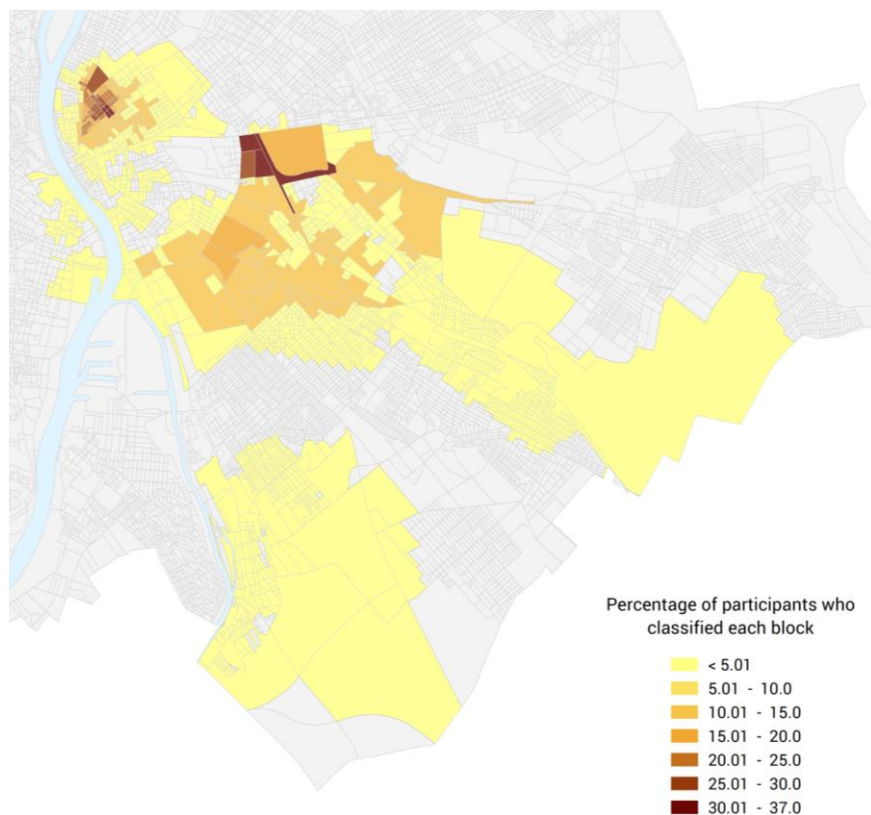 Percentage of participants who
classified each block
< 5.01
5.01 - 10.0
10.01 - 15.0
15.01 - 20.0
20.01 - 25.0
25.01 - 30.0
30.01 - 37.0